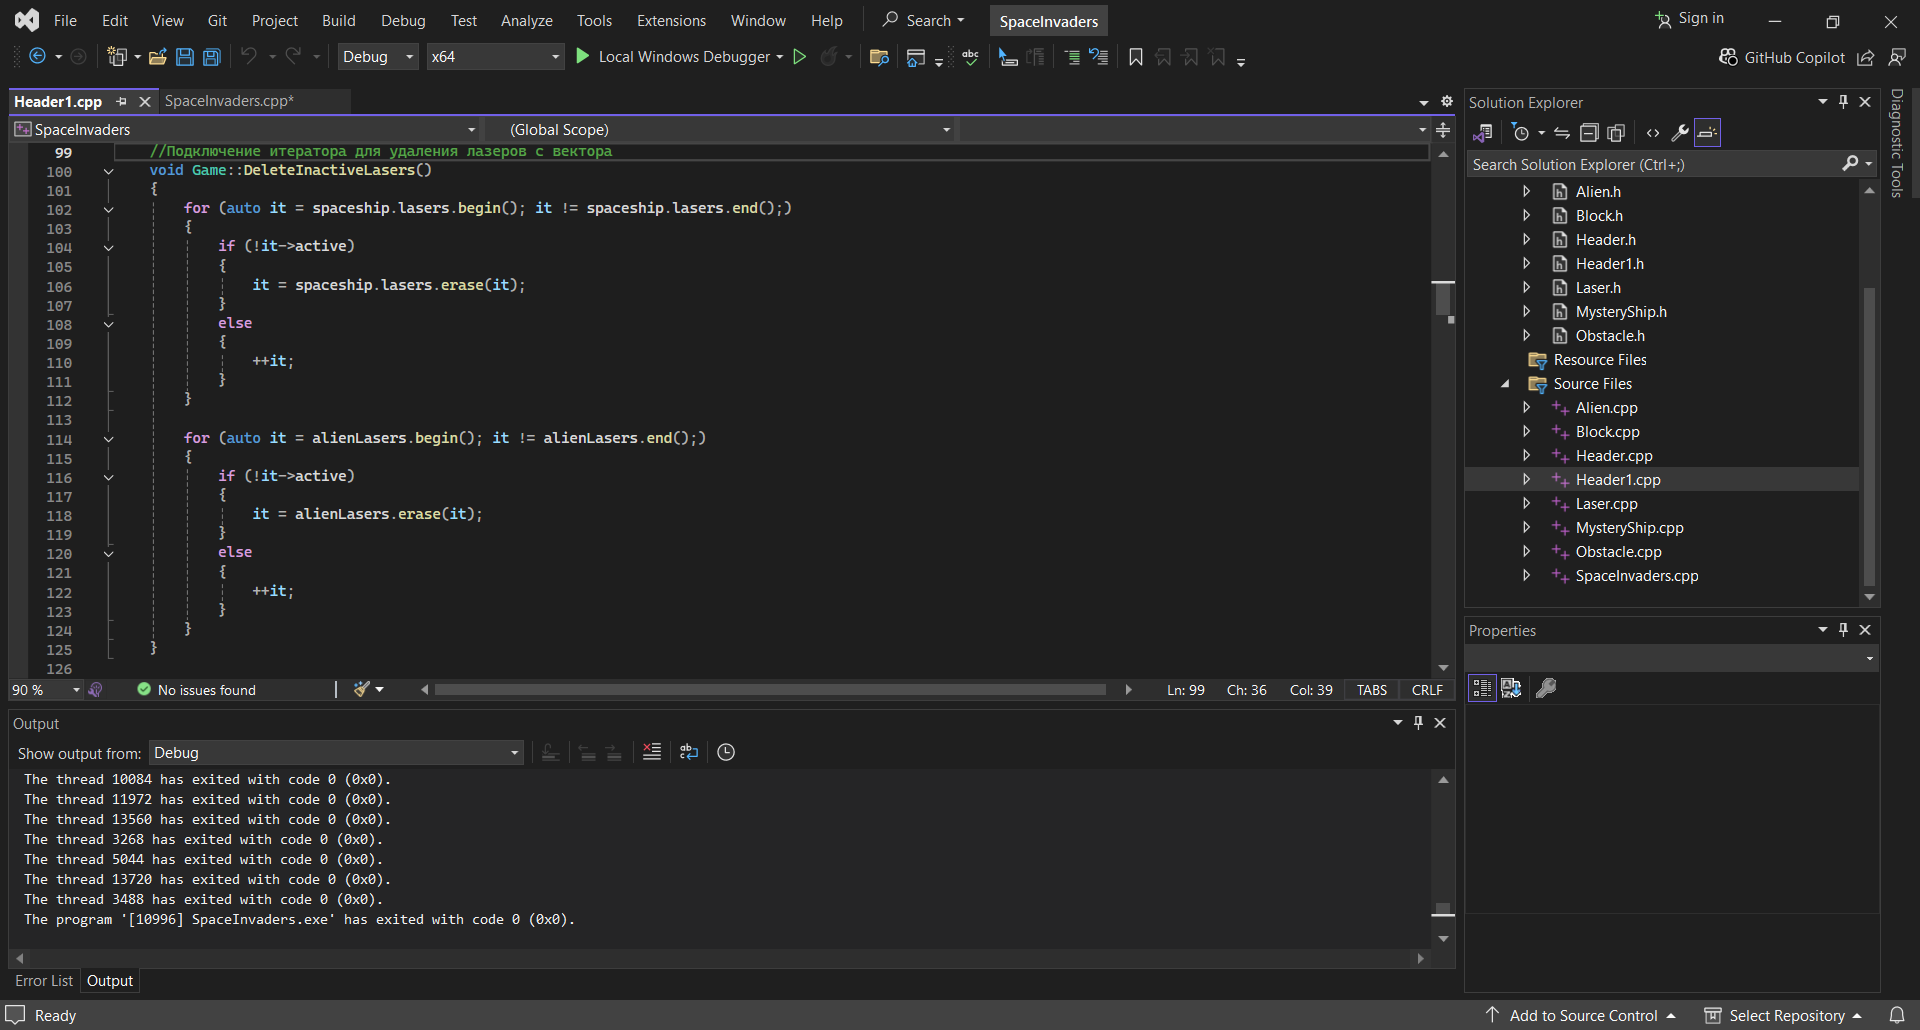 File Edit View Git Project Build Debug Test Analyze Tools Extensions Window Help Search SpaceInvaders Sign in
Debug x64 Local Windows Debugger GitHub Copilot
Header1.cpp SpaceInvaders.cpp*
SpaceInvaders (Global Scope)
99 //Подключение итератора для удаления лазеров с вектора
100 void Game::DeleteInactiveLasers()
101 {
102 for (auto it = spaceship.lasers.begin(); it != spaceship.lasers.end();)
103 {
104 if (!it->active)
105 {
106 it = spaceship.lasers.erase(it);
107 }
108 else
109 {
110 ++it;
111 }
112 }
113
114 for (auto it = alienLasers.begin(); it != alienLasers.end();)
115 {
116 if (!it->active)
117 {
118 it = alienLasers.erase(it);
119 }
120 else
121 {
122 ++it;
123 }
124 }
125 }
126
90 % No issues found Ln: 99 Ch: 36 Col: 39 TABS CRLF
Output
Show output from: Debug
The thread 10084 has exited with code 0 (0x0).
The thread 11972 has exited with code 0 (0x0).
The thread 13560 has exited with code 0 (0x0).
The thread 3268 has exited with code 0 (0x0).
The thread 5044 has exited with code 0 (0x0).
The thread 13720 has exited with code 0 (0x0).
The thread 3488 has exited with code 0 (0x0).
The program '[10996] SpaceInvaders.exe' has exited with code 0 (0x0).
Error List Output
Solution Explorer
Search Solution Explorer (Ctrl+;)
Alien.h
Block.h
Header.h
Header1.h
Laser.h
MysteryShip.h
Obstacle.h
Resource Files
Source Files
Alien.cpp
Block.cpp
Header.cpp
Header1.cpp
Laser.cpp
MysteryShip.cpp
Obstacle.cpp
SpaceInvaders.cpp
Properties
Diagnostic Tools
Ready Add to Source Control Select Repository